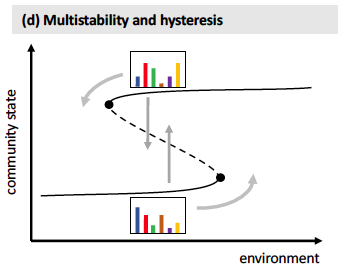 (d) Multistability and hysteresis
community state
environment